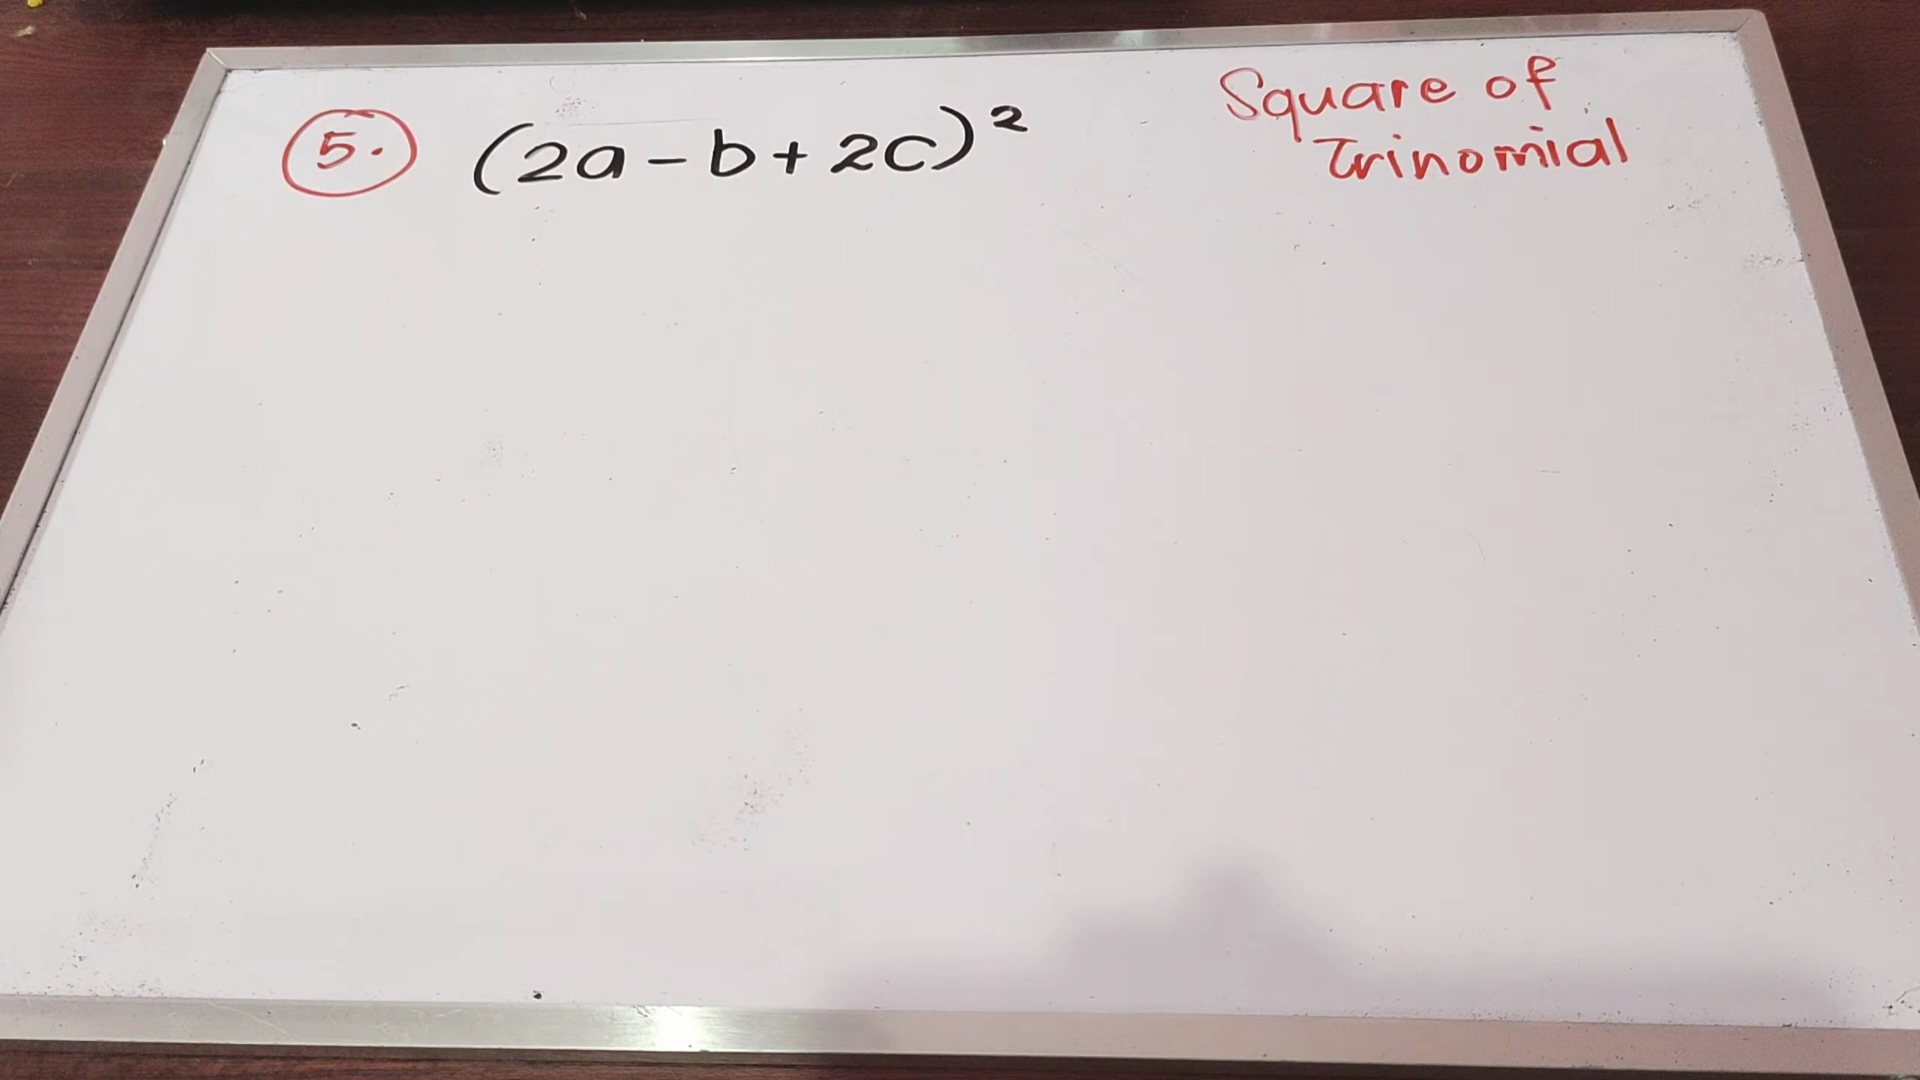 5. (2a - b + 2c)²
Square of
Trinomial